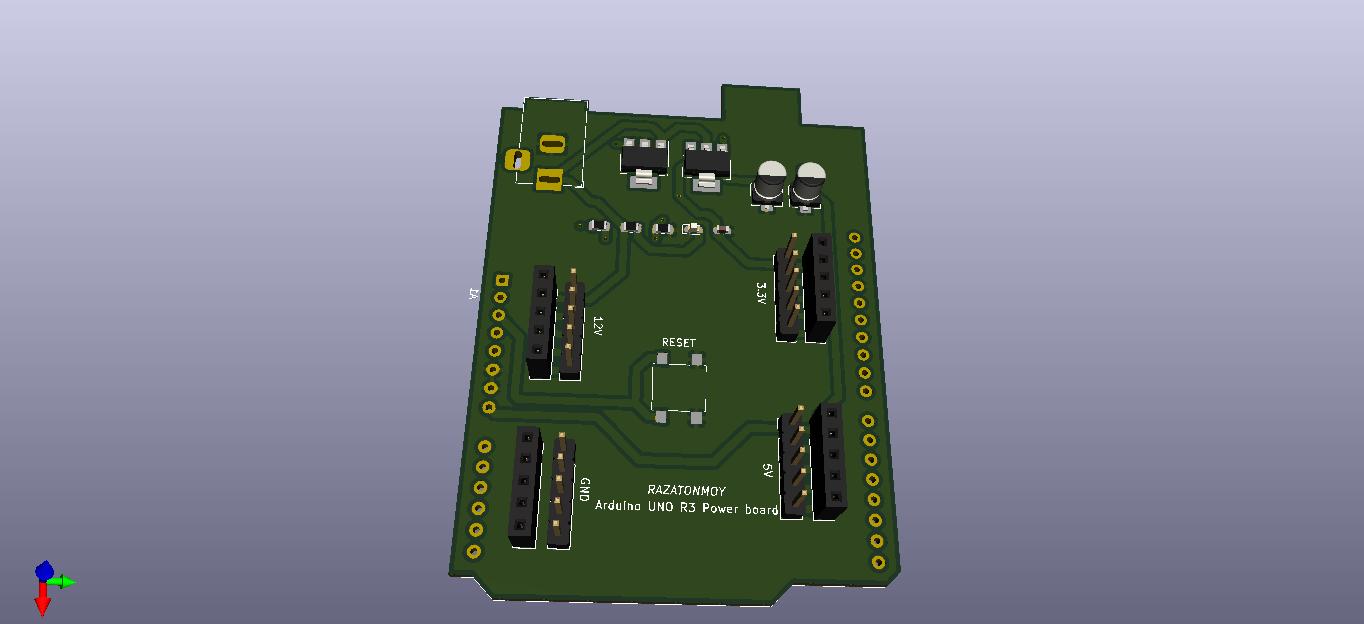 3.3V
12V
RESET
5V
GND
RAZATONMOY
Arduino UNO R3 Power board